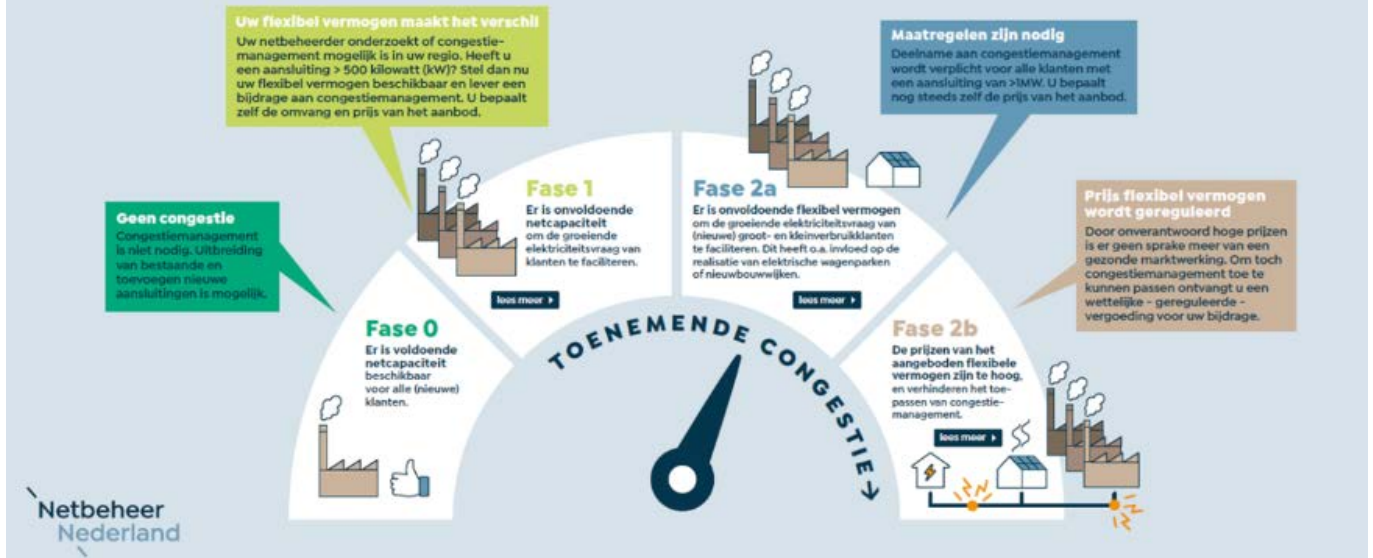 Uw flexibel vermogen maakt het verschil
Uw netbeheerder onderzoekt of congestie-
management mogelijk is in uw regio. Heeft u
een aansluiting > 500 kilowatt (kW)? Stel dan nu
uw flexibel vermogen beschikbaar en lever een
bijdrage aan congestiemanagement. U bepaalt
zelf de omvang en prijs van het aanbod.
Maatregelen zijn nodig
Deelname aan congestiemanagement
wordt verplicht voor alle klanten met
een aansluiting van >1MW. U bepaalt
nog steeds zelf de prijs van het aanbod.
Geen congestie
Congestiemanagement
is niet nodig. Uitbreiding
van bestaande en
toevoegen nieuwe
aansluitingen is mogelijk.
Fase 1
Er is onvoldoende
netcapaciteit
om de groeiende
elektriciteitsvraag van
klanten te faciliteren.
lees meer
Fase 2a
Er is onvoldoende flexibel vermogen
om de groeiende elektriciteitsvraag van
(nieuwe) groot- en kleinverbruikklanten
te faciliteren. Dit heeft o.a. invloed op de
realisatie van elektrische wagenparken
of nieuwbouwwijken.
lees meer
Prijs flexibel vermogen
wordt gereguleerd
Door onverantwoord hoge prijzen
is er geen sprake meer van een
gezonde marktwerking. Om toch
congestiemanagement toe te
kunnen passen ontvangt u een
wettelijke - gereguleerde -
vergoeding voor uw bijdrage.
Fase 0
Er is voldoende
netcapaciteit
beschikbaar
voor alle (nieuwe)
klanten.
TOENEMENDE CONGESTIE
Fase 2b
De prijzen van het
aangeboden flexibele
vermogen zijn te hoog,
en verhinderen het toe-
passen van congestie-
management.
lees meer
Netbeheer
Nederland